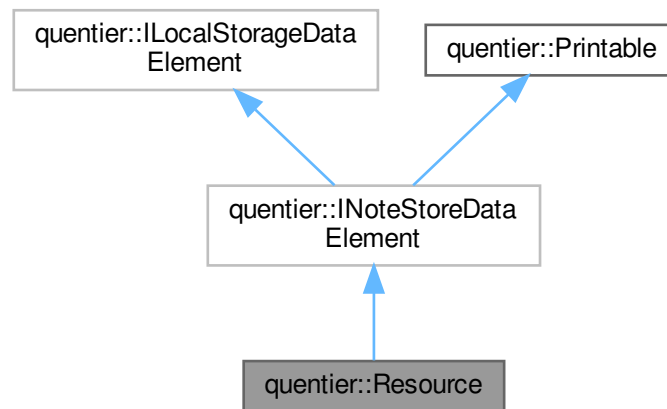 quentier::ILocalStorageData
Element
quentier::Printable
quentier::INoteStoreData
Element
quentier::Resource